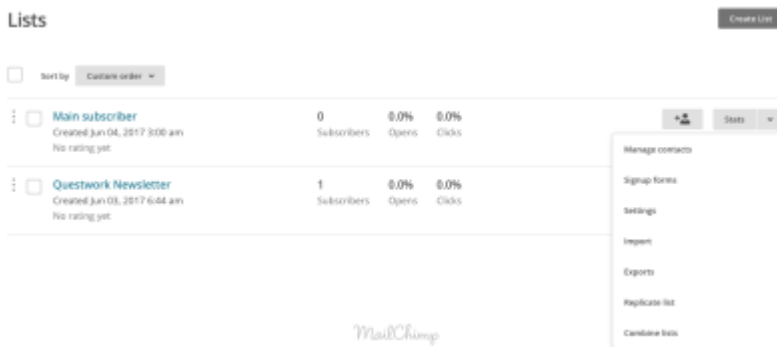 Lists
Create List
Sort by Custom order
Main subscriber 0 0.0% 0.0% Stats
Created Jun 04, 2017 3:00 am Subscribers Opens Clicks
No rating yet
Manage contacts
Signup forms
Questwork Newsletter 1 0.0% 0.0%
Created Jun 03, 2017 6:44 am Subscribers Opens Clicks
No rating yet
Settings
Import
Exports
Replicate list
Combine lists
MailChimp